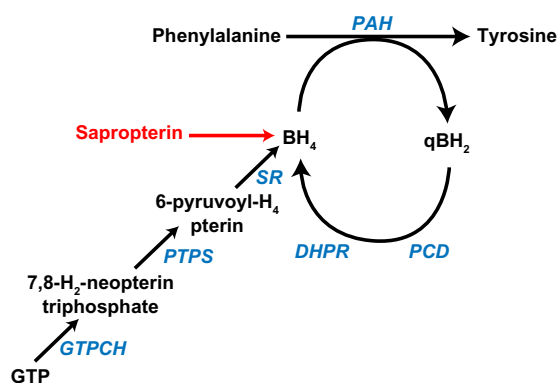 PAH
Phenylalanine
Tyrosine
Sapropterin
BH₄
qBH₂
SR
6-pyruvoyl-H₄
pterin
PTPS
DHPR
PCD
7,8-H₂-neopterin
triphosphate
GTPCH
GTP